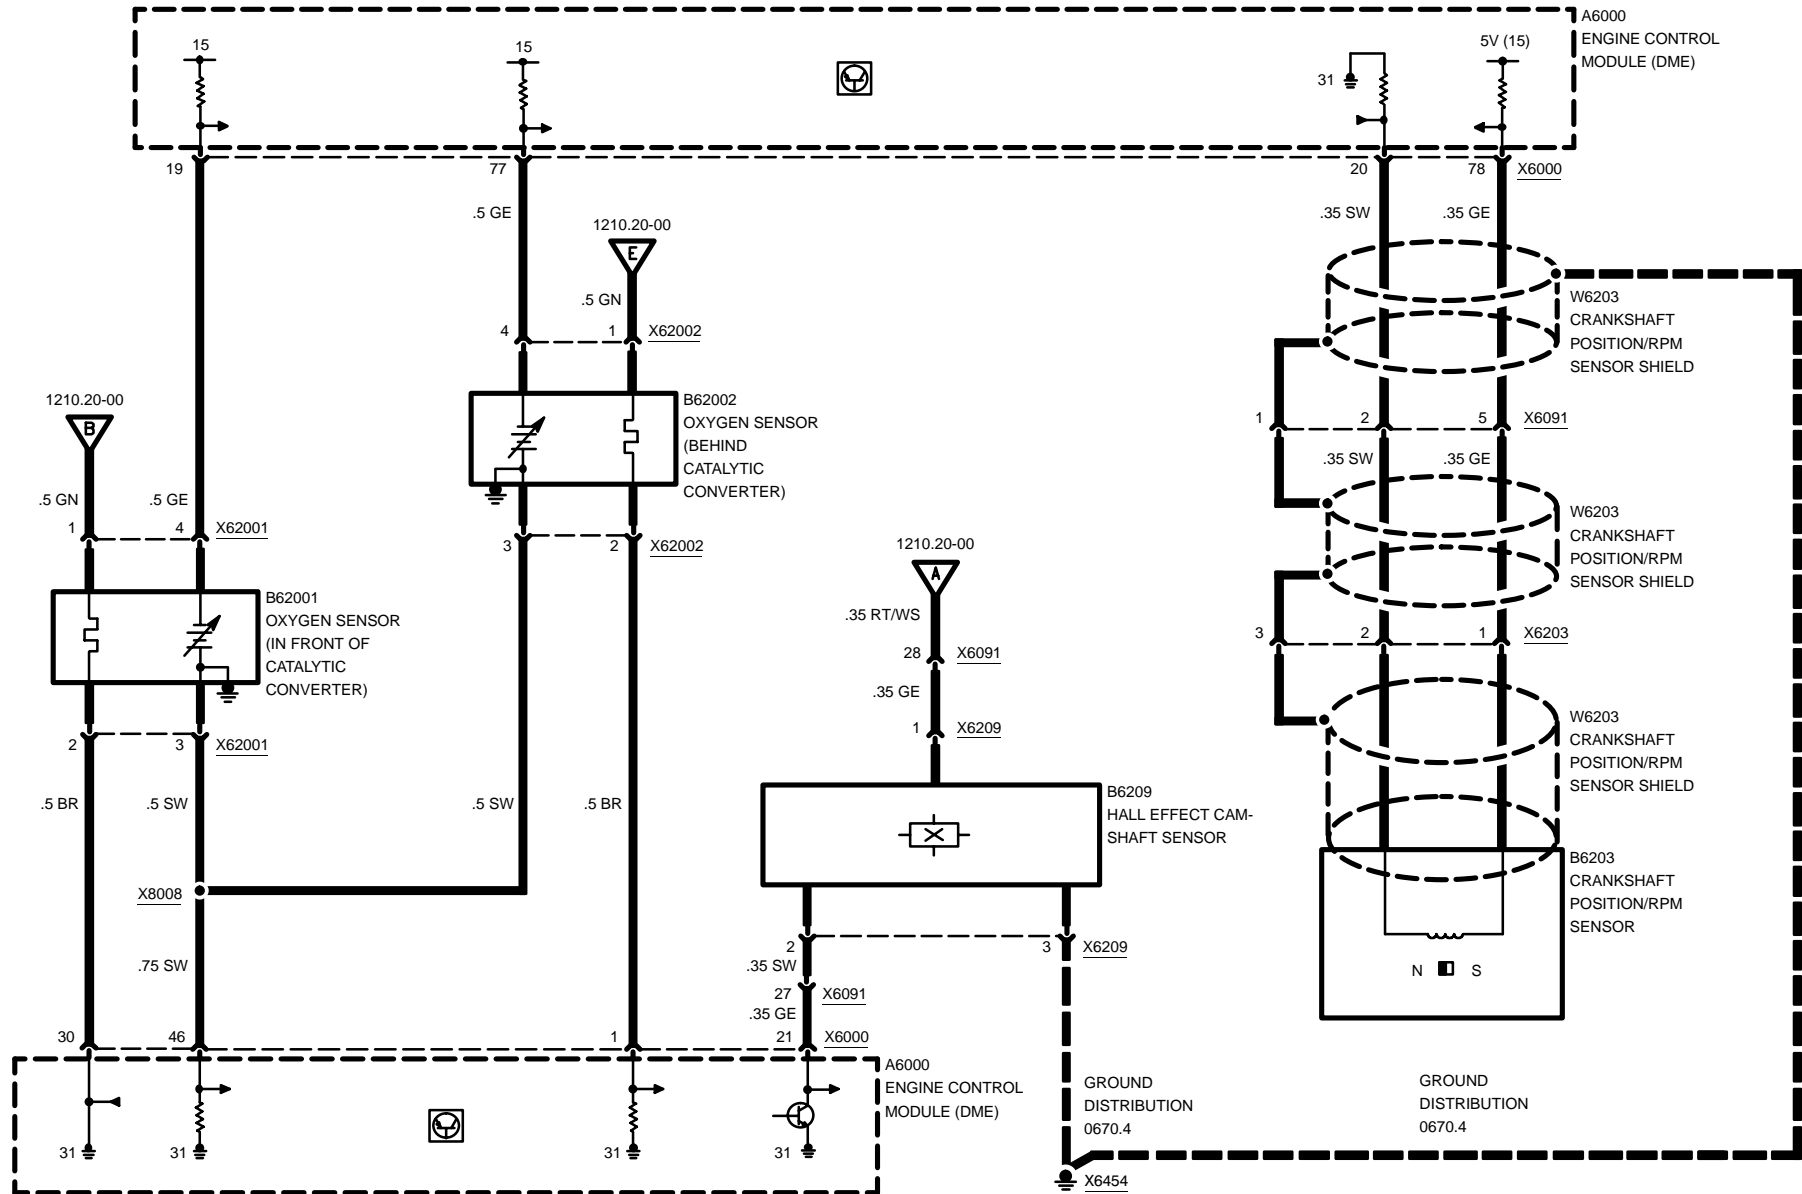 15
15
31
5V (15)
A6000
ENGINE CONTROL
MODULE (DME)
19
77
20
78
X6000
.5 GE
.35 SW
.35 GE
1210.20-00
E
.5 GN
4
1
X62002
W6203
CRANKSHAFT
POSITION/RPM
SENSOR SHIELD
1210.20-00
B
B62002
OXYGEN SENSOR
(BEHIND
CATALYTIC
CONVERTER)
1
2
5
X6091
.35 SW
.35 GE
.5 GN
.5 GE
1
4
X62001
3
2
X62002
W6203
CRANKSHAFT
POSITION/RPM
SENSOR SHIELD
1210.20-00
A
.35 RT/WS
28
X6091
.35 GE
1
X6209
3
2
1
X6203
B62001
OXYGEN SENSOR
(IN FRONT OF
CATALYTIC
CONVERTER)
2
3
X62001
W6203
CRANKSHAFT
POSITION/RPM
SENSOR SHIELD
.5 BR
.5 SW
.5 SW
.5 BR
B6209
HALL EFFECT CAM-
SHAFT SENSOR
B6203
CRANKSHAFT
POSITION/RPM
SENSOR
N
S
X8008
2
3
X6209
.75 SW
.35 SW
27
X6091
.35 GE
30
46
1
21
X6000
A6000
ENGINE CONTROL
MODULE (DME)
31
31
31
31
GROUND
DISTRIBUTION
0670.4
GROUND
DISTRIBUTION
0670.4
X6454